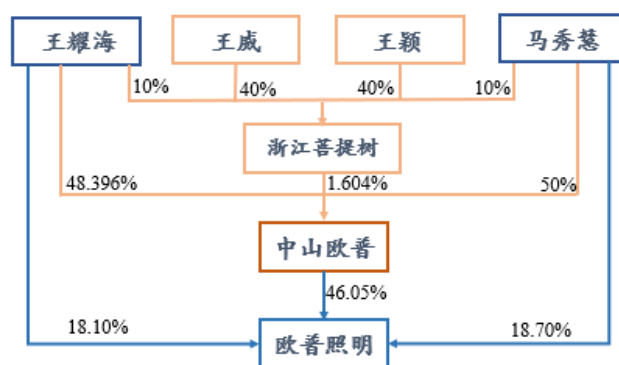 王耀海 王威 王颖 马秀慧
10% 40% 40% 10%
浙江菩提树
48.396% 1.604% 50%
中山欧普
46.05%
18.10% 18.70%
欧普照明